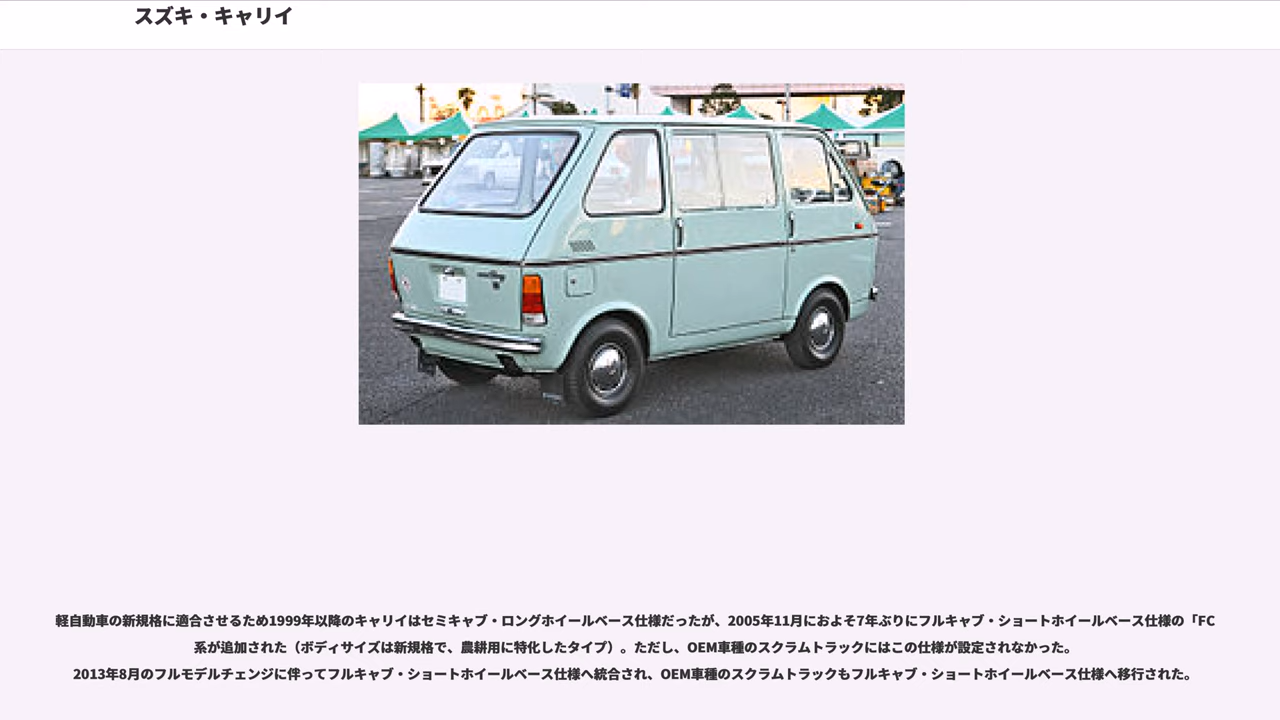 スズキ・キャリイ
軽自動車の新規格に適合させるため1999年以降のキャリイはセミキャブ・ロングホイールベース仕様だったが、2005年11月におよそ7年ぶりにフルキャブ・ショートホイールベース仕様の「FC
系が追加された（ボディサイズは新規格で、農耕用に特化したタイプ）。ただし、OEM車種のスクラムトラックにはこの仕様が設定されなかった。
2013年8月のフルモデルチェンジに伴ってフルキャブ・ショートホイールベース仕様へ統合され、OEM車種のスクラムトラックもフルキャブ・ショートホイールベース仕様へ移行された。